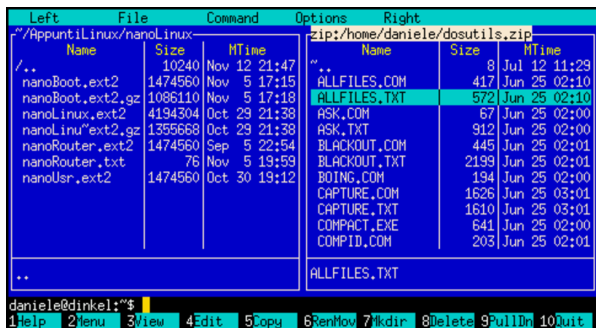 Left File Command Options Right
~/AppuntiLinux/nanoLinux zip:/home/daniele/dosutils.zip
Name Size MTime Name Size MTime
/.. 10240 Nov 12 21:47 ~.. 8 Jul 12 11:29
nanoBoot.ext2 1474560 Nov 5 17:15 ALLFILES.COM 417 Jun 25 02:10
nanoBoot.ext2.gz 1086110 Nov 5 17:18 ALLFILES.TXT 572 Jun 25 02:10
nanoLinux.ext2 4194304 Oct 29 21:38 ASK.COM 67 Jun 25 02:00
nanoLinu~ext2.gz 1355668 Oct 29 21:38 ASK.TXT 912 Jun 25 02:00
nanoRouter.ext2 1474560 Sep 5 22:54 BLACKOUT.COM 445 Jun 25 02:01
nanoRouter.txt 76 Nov 5 19:59 BLACKOUT.TXT 2199 Jun 25 02:01
nanoUsr.ext2 1474560 Oct 30 19:12 BOING.COM 194 Jun 25 02:00
CAPTURE.COM 1626 Jun 25 03:01
CAPTURE.TXT 1610 Jun 25 03:01
COMPACT.EXE 641 Jun 25 02:00
COMPID.COM 203 Jun 25 02:01
.. ALLFILES.TXT
daniele@dinkel:~$
1Help 2Menu 3View 4Edit 5Copy 6RenMov 7Mkdir 8Delete 9PullDn 10Quit